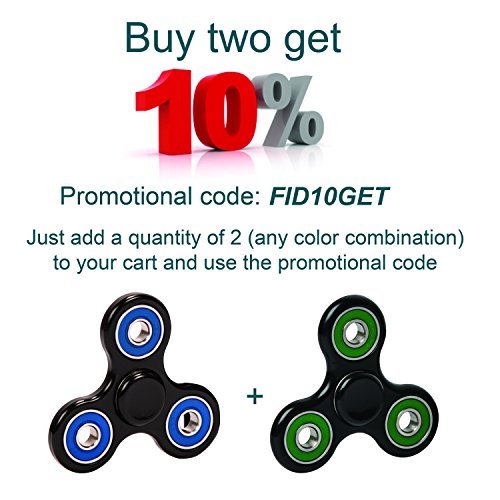 Buy two get
10%
Promotional code: FID10GET
Just add a quantity of 2 (any color combination)
to your cart and use the promotional code
+